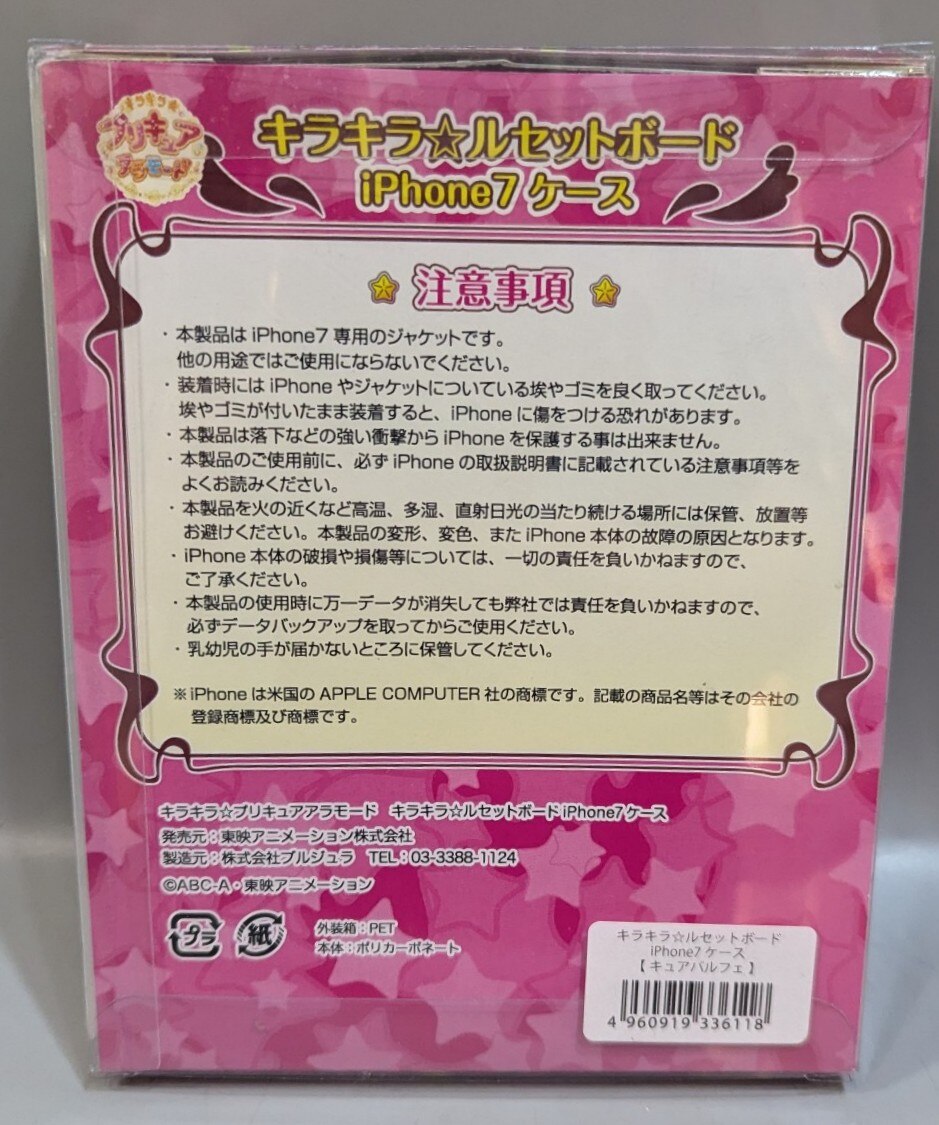 キラキラ☆
プリキュア
アラモード
キラキラ☆ルセットボード
iPhone7 ケース
注意事項
・本製品は iPhone7 専用のジャケットです。
他の用途ではご使用にならないでください。
・装着時には iPhone やジャケットについている埃やゴミを良く取ってください。
埃やゴミが付いたまま装着すると、iPhone に傷をつける恐れがあります。
・本製品は落下などの強い衝撃から iPhone を保護する事は出来ません。
・本製品のご使用前に、必ず iPhone の取扱説明書に記載されている注意事項等を
よくお読みください。
・本製品を火の近くなど高温、多湿、直射日光の当たり続ける場所には保管、放置等
お避けください。本製品の変形、変色、また iPhone 本体の故障の原因となります。
・iPhone 本体の破損や損傷等については、一切の責任を負いかねますので、
ご了承ください。
・本製品の使用時に万一データが消失しても弊社では責任を負いかねますので、
必ずデータバックアップを取ってからご使用ください。
・乳幼児の手が届かないところに保管してください。
※iPhone は米国の APPLE COMPUTER 社の商標です。記載の商品名等はその会社の
登録商標及び商標です。
キラキラ☆プリキュアアラモード　キラキラ☆ルセットボード iPhone7 ケース
発売元：東映アニメーション株式会社
製造元：株式会社ブルジュラ　TEL：03-3388-1124
©ABC-A・東映アニメーション
プラ
紙
外装箱：PET
本体：ポリカーボネート
キラキラ☆ルセットボード
iPhone7 ケース
【 キュアパルフェ 】
4 960919 336118